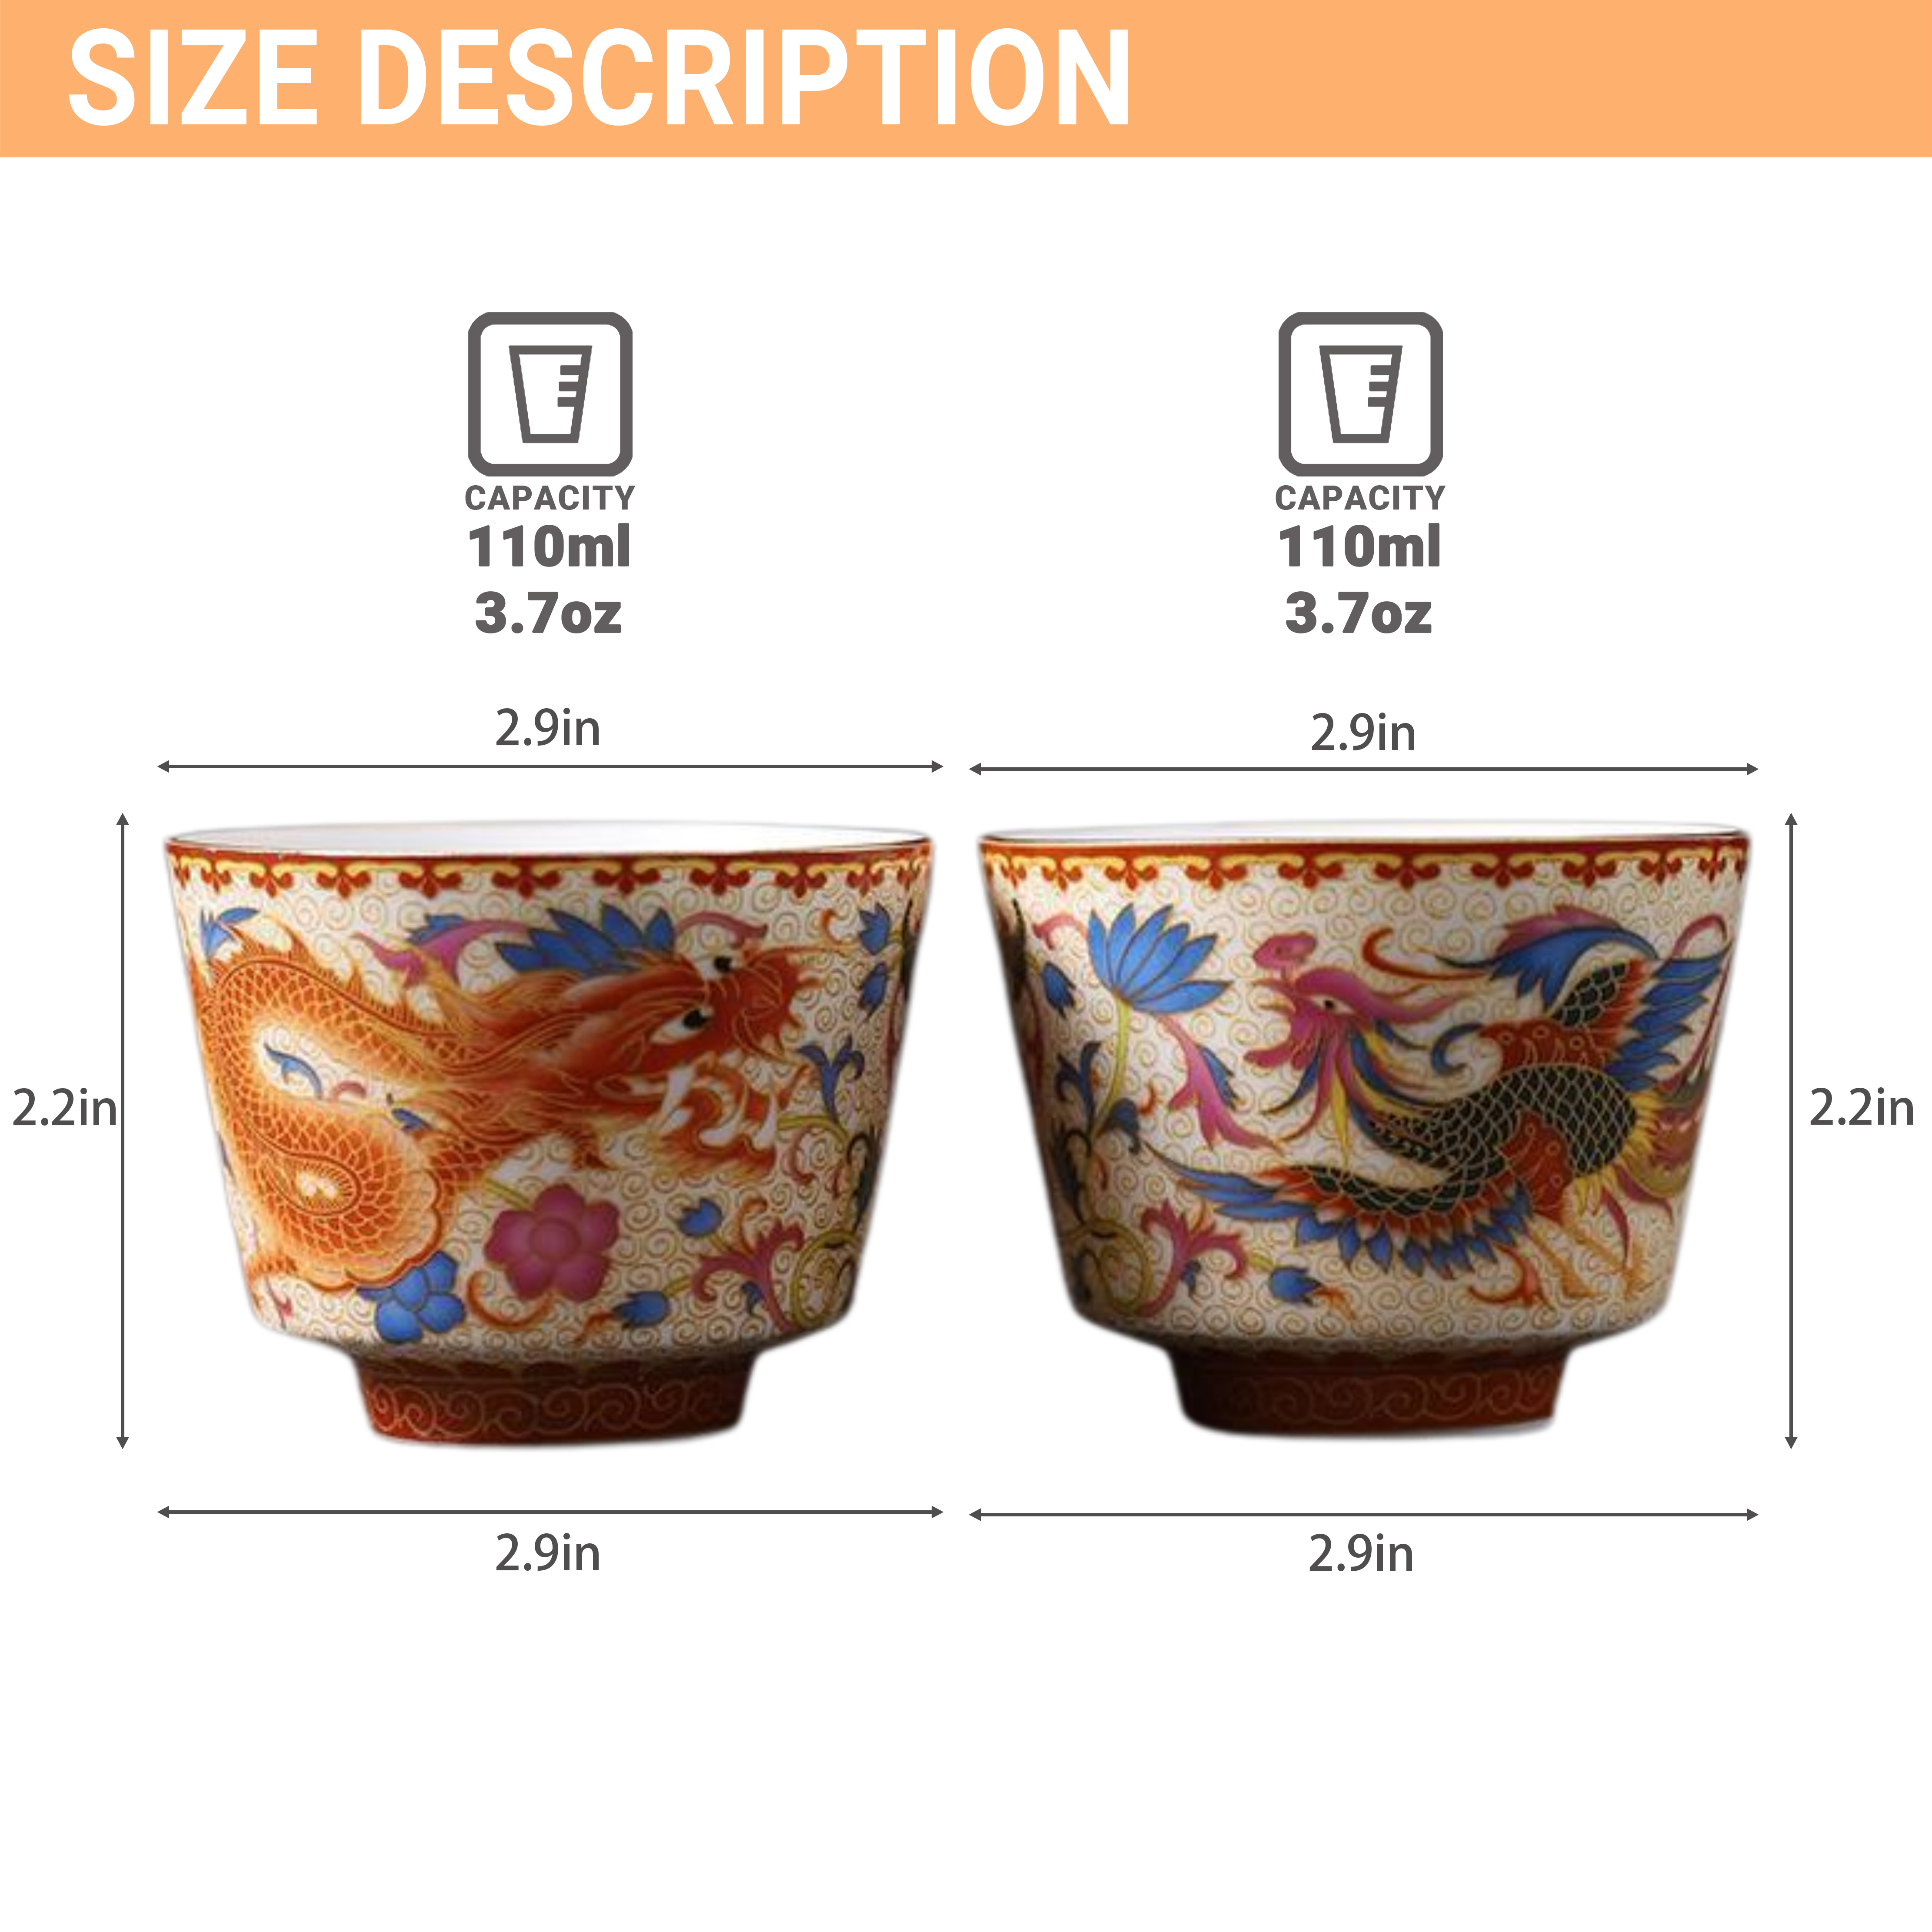 SIZE DESCRIPTION
CAPACITY
110ml
3.7oz
CAPACITY
110ml
3.7oz
2.9in
2.9in
2.2in
2.2in
2.9in
2.9in